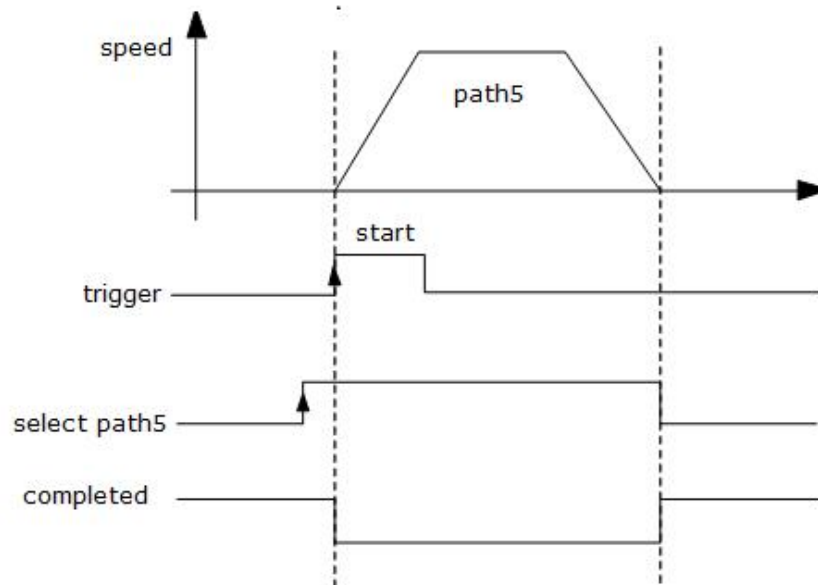 speed
path5
start
trigger
select path5
completed